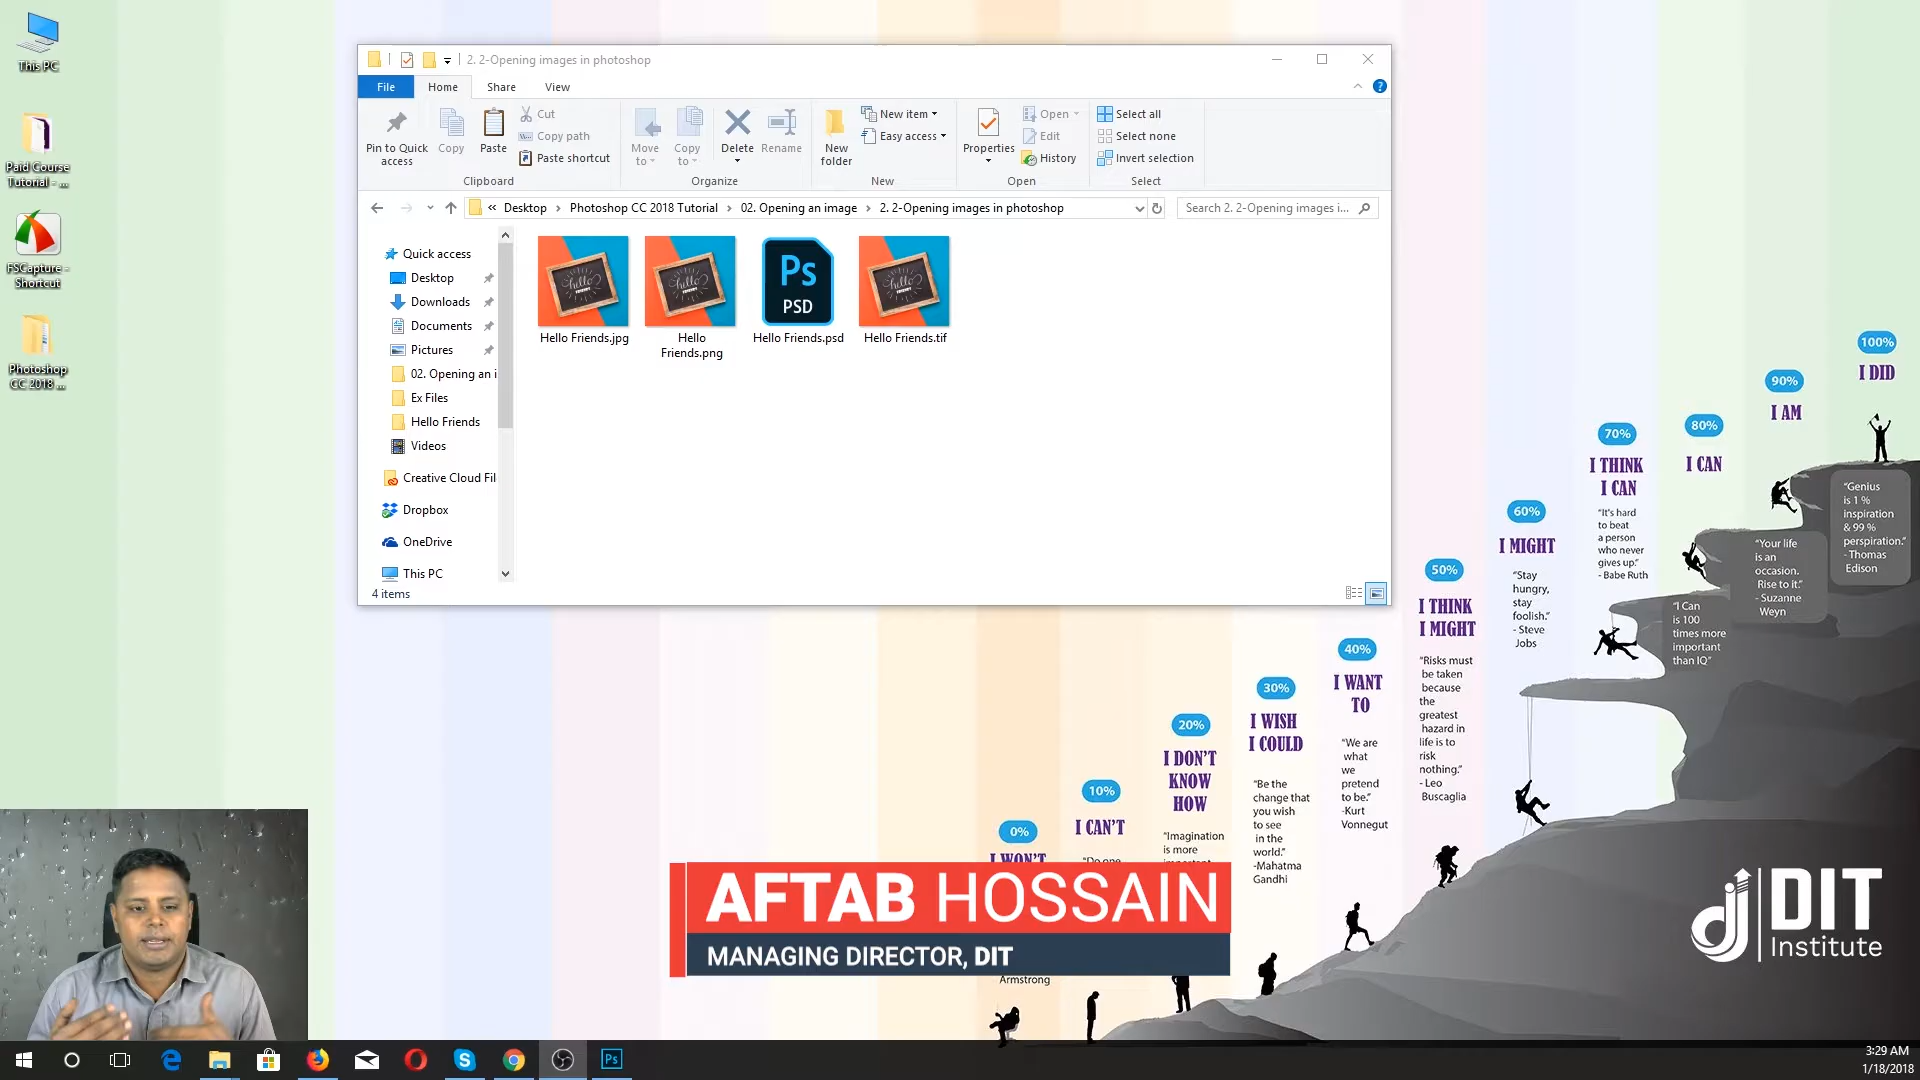 This PC
Paid Course
Tutorial - ...
FSCapture -
Shortcut
Photoshop
CC 2018 ...
2. 2-Opening images in photoshop
File
Home
Share
View
Pin to Quick
access
Copy
Paste
Cut
Copy path
Paste shortcut
Clipboard
Move
to
Copy
to
Delete
Rename
Organize
New
folder
New item
Easy access
New
Properties
Open
Edit
History
Open
Select all
Select none
Invert selection
Select
« Desktop › Photoshop CC 2018 Tutorial › 02. Opening an image › 2. 2-Opening images in photoshop
Search 2. 2-Opening images i...
Quick access
Desktop
Downloads
Documents
Pictures
02. Opening an i
Ex Files
Hello Friends
Videos
Creative Cloud Fil
Dropbox
OneDrive
This PC
4 items
hello
hello
Ps
PSD
hello
Hello Friends.jpg
Hello
Friends.png
Hello Friends.psd
Hello Friends.tif
100%
I DID
90%
I AM
80%
I CAN
70%
I THINK
I CAN
"It's hard
to beat
a person
who never
gives up."
- Babe Ruth
"Genius
is 1 %
inspiration
& 99 %
perspiration."
- Thomas
Edison
"Your life
is an
occasion.
Rise to it."
- Suzanne
Weyn
"I Can
is 100
times more
important
than IQ"
60%
I MIGHT
"Stay
hungry,
stay
foolish."
- Steve
Jobs
50%
I THINK
I MIGHT
"Risks must
be taken
because
the
greatest
hazard in
life is to
risk
nothing."
- Leo
Buscaglia
40%
I WANT
TO
"We are
what
we
pretend
to be."
-Kurt
Vonnegut
30%
I WISH
I COULD
"Be the
change that
you wish
to see
in the
world."
-Mahatma
Gandhi
20%
I DON'T
KNOW
HOW
"Imagination
is more
10%
I CAN'T
"Do one
0%
I WON'T
Armstrong
AFTAB HOSSAIN
MANAGING DIRECTOR, DIT
DIT
Institute
Ps
3:29 AM
1/18/2018